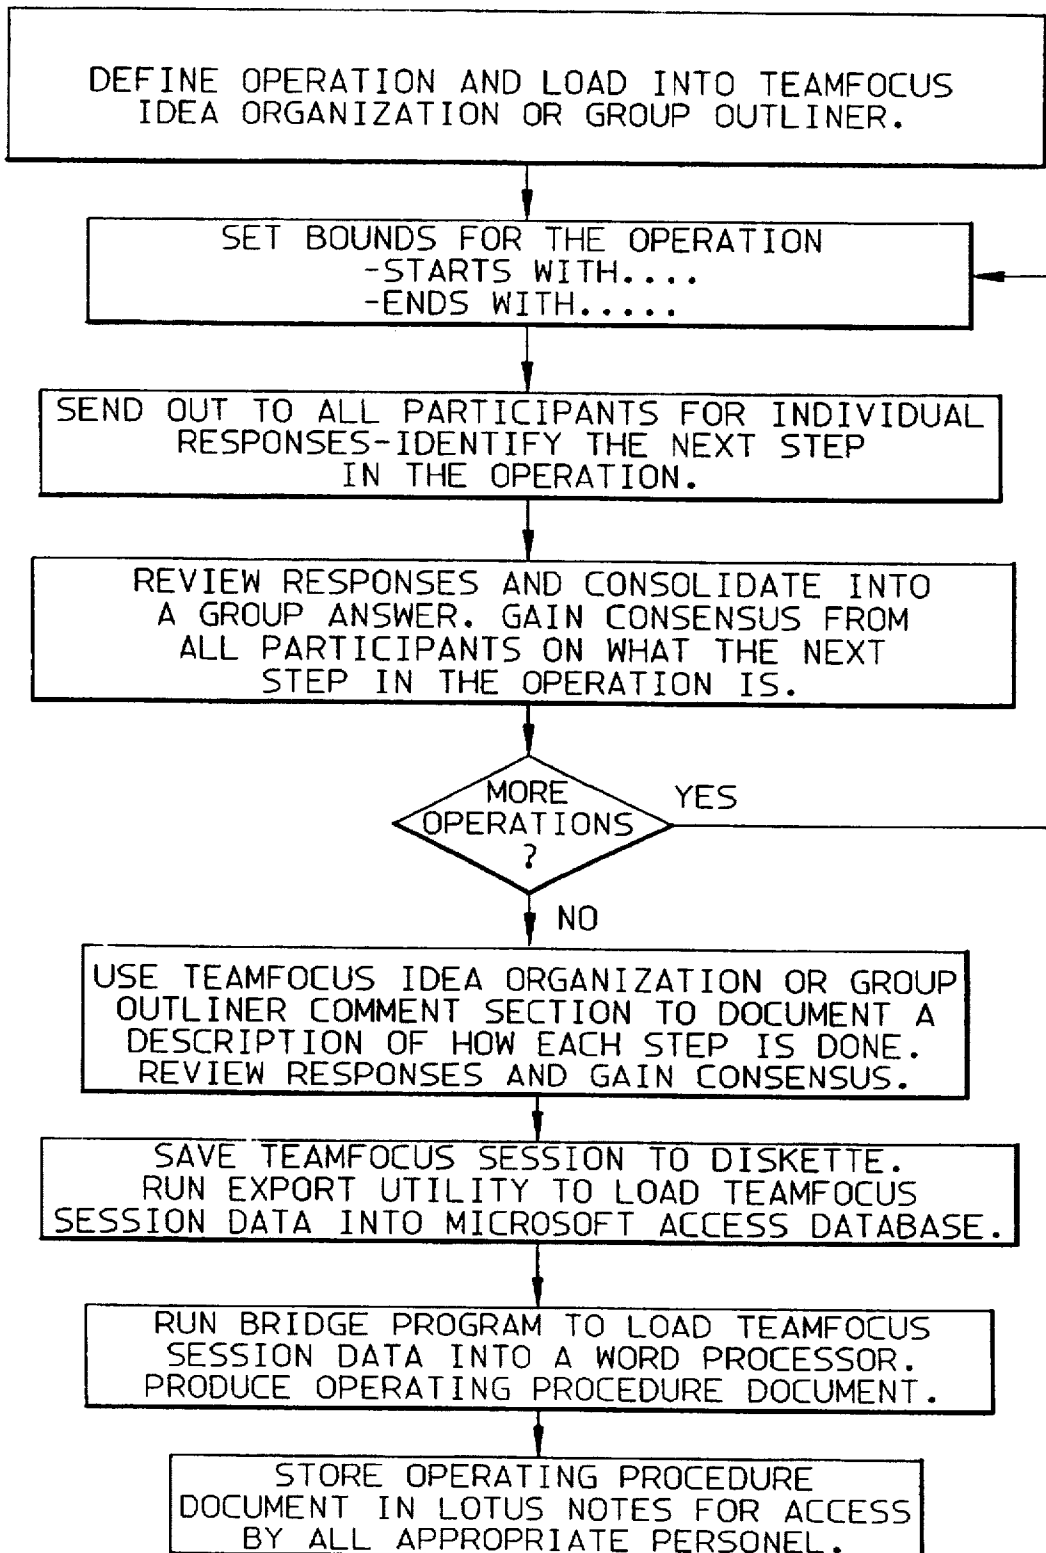 DEFINE OPERATION AND LOAD INTO TEAMFOCUS
IDEA ORGANIZATION OR GROUP OUTLINER.
SET BOUNDS FOR THE OPERATION
-STARTS WITH....
-ENDS WITH.....
SEND OUT TO ALL PARTICIPANTS FOR INDIVIDUAL
RESPONSES-IDENTIFY THE NEXT STEP
IN THE OPERATION.
REVIEW RESPONSES AND CONSOLIDATE INTO
A GROUP ANSWER. GAIN CONSENSUS FROM
ALL PARTICIPANTS ON WHAT THE NEXT
STEP IN THE OPERATION IS.
MORE
OPERATIONS
?
YES
NO
USE TEAMFOCUS IDEA ORGANIZATION OR GROUP
OUTLINER COMMENT SECTION TO DOCUMENT A
DESCRIPTION OF HOW EACH STEP IS DONE.
REVIEW RESPONSES AND GAIN CONSENSUS.
SAVE TEAMFOCUS SESSION TO DISKETTE.
RUN EXPORT UTILITY TO LOAD TEAMFOCUS
SESSION DATA INTO MICROSOFT ACCESS DATABASE.
RUN BRIDGE PROGRAM TO LOAD TEAMFOCUS
SESSION DATA INTO A WORD PROCESSOR.
PRODUCE OPERATING PROCEDURE DOCUMENT.
STORE OPERATING PROCEDURE
DOCUMENT IN LOTUS NOTES FOR ACCESS
BY ALL APPROPRIATE PERSONEL.